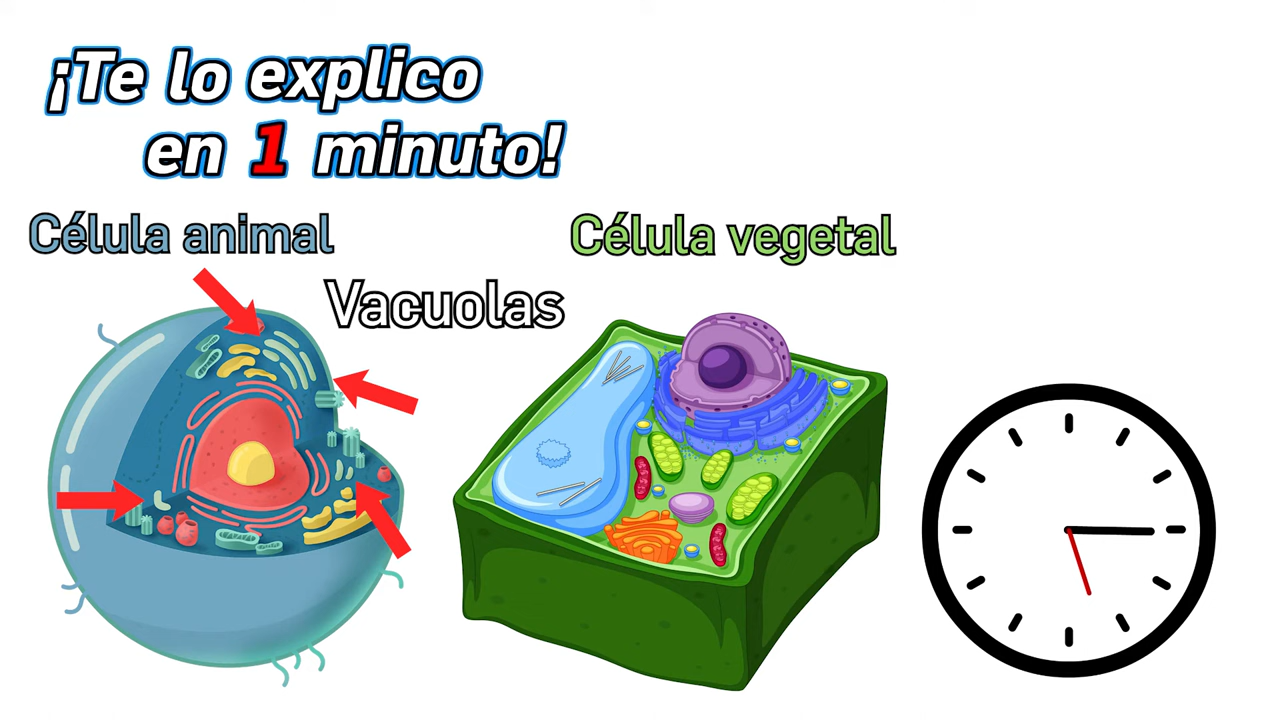 ¡Te lo explico
en 1 minuto!
Célula animal
Célula vegetal
Vacuolas